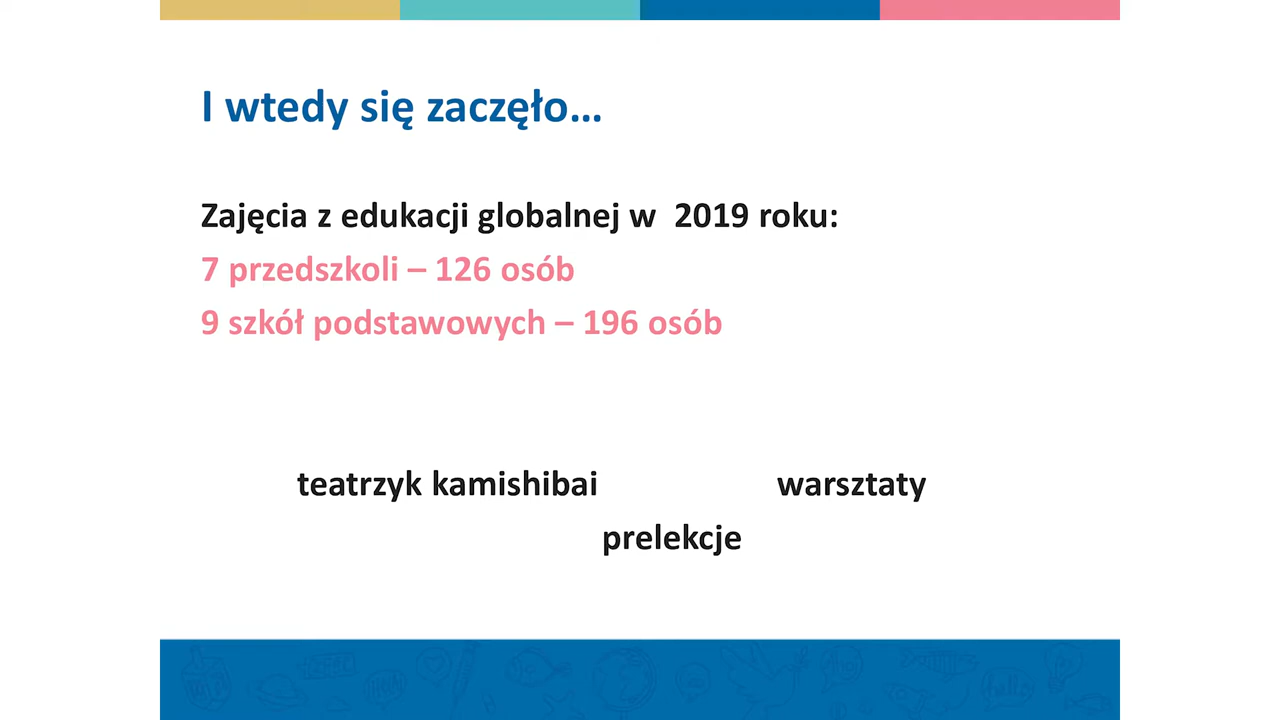 I wtedy się zaczęło...
Zajęcia z edukacji globalnej w 2019 roku:
7 przedszkoli – 126 osób
9 szkół podstawowych – 196 osób
teatrzyk kamishibai warsztaty
prelekcje